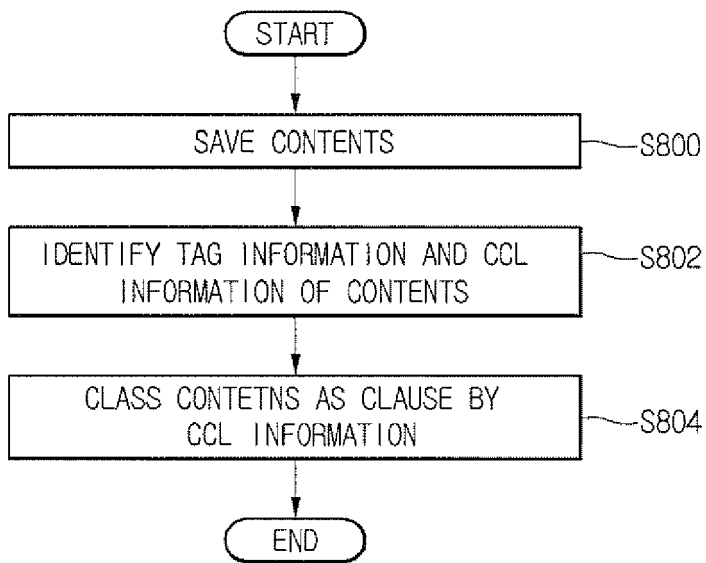 START
SAVE CONTENTS
S800
IDENTIFY TAG INFORMATION AND CCL
INFORMATION OF CONTENTS
S802
CLASS CONTETNS AS CLAUSE BY
CCL INFORMATION
S804
END